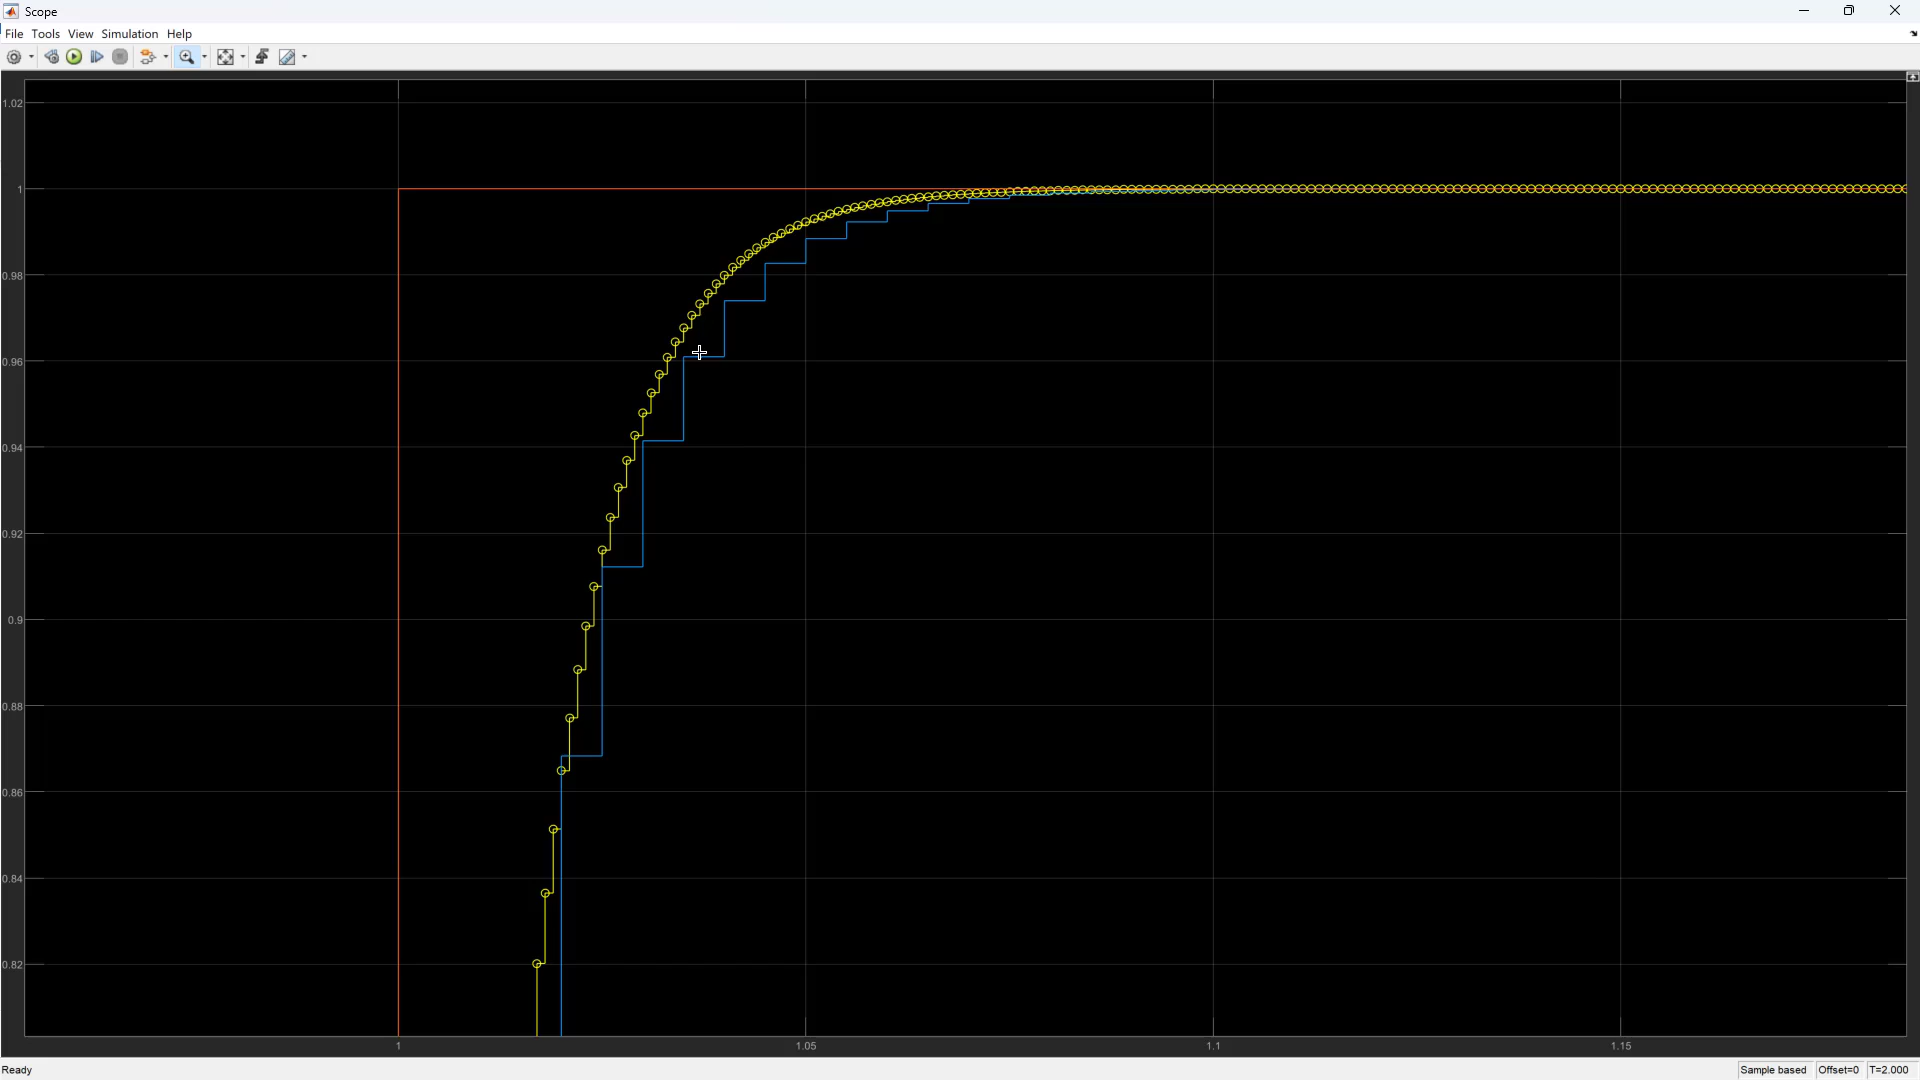 Scope
File Tools View Simulation Help
1.02
1
0.98
0.96
0.94
0.92
0.9
0.88
0.86
0.84
0.82
1 1.05 1.1 1.15
Ready Sample based Offset=0 T=2.000